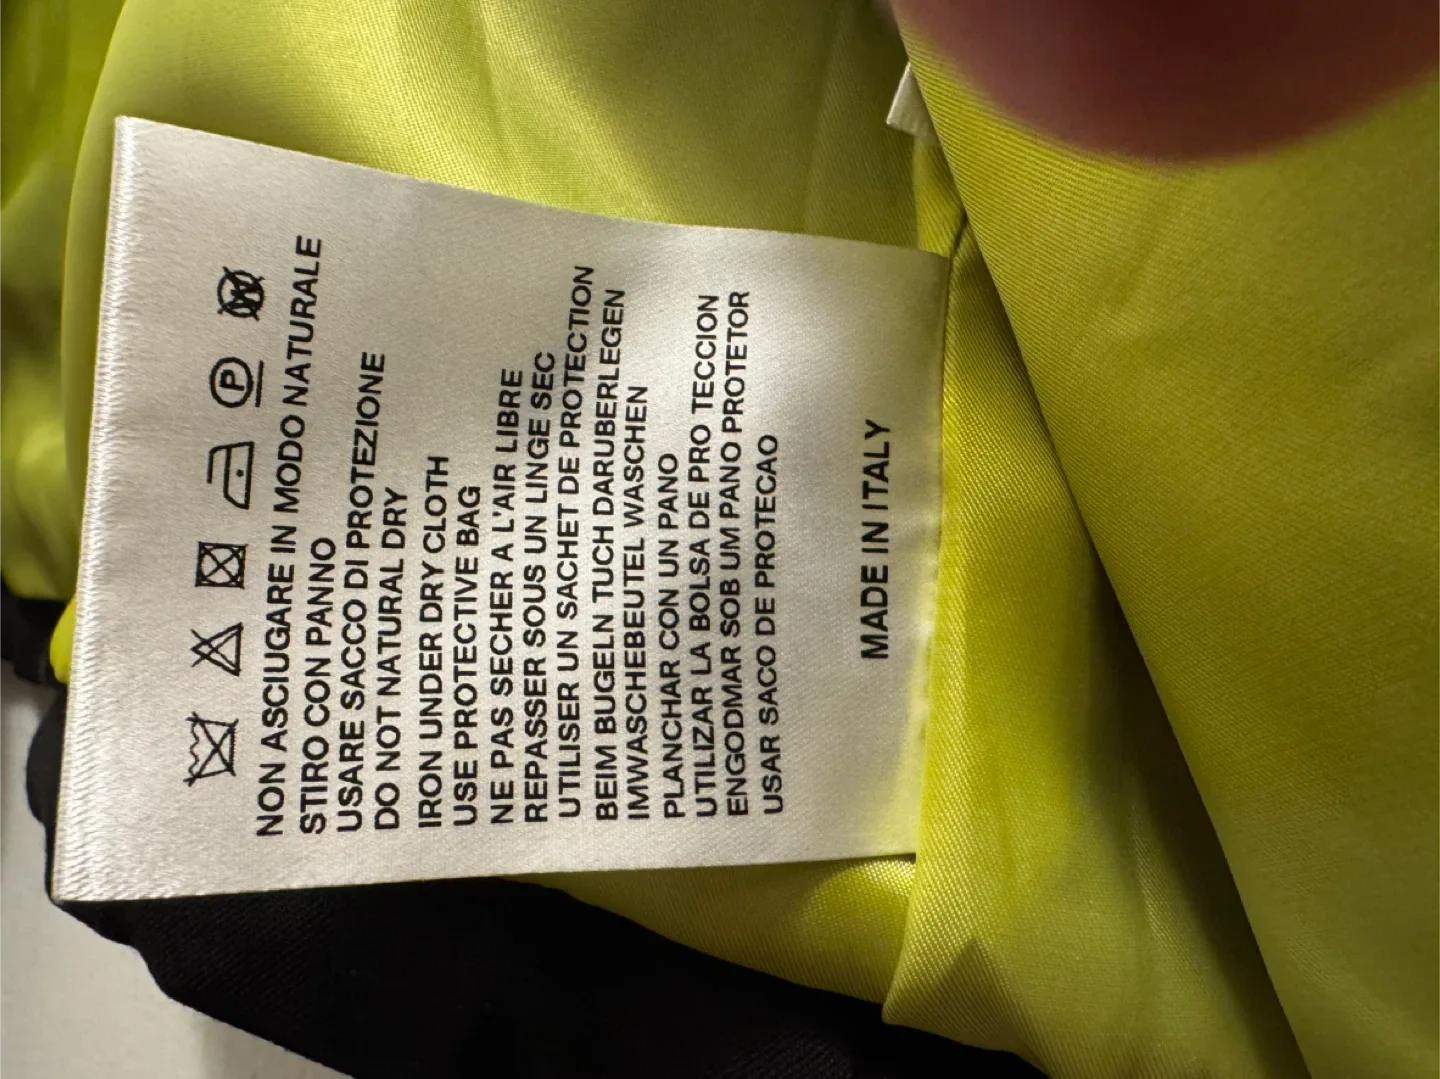 P W
NON ASCIUGARE IN MODO NATURALE
STIRO CON PANNO
USARE SACCO DI PROTEZIONE
DO NOT NATURAL DRY
IRON UNDER DRY CLOTH
USE PROTECTIVE BAG
NE PAS SECHER A L'AIR LIBRE
REPASSER SOUS UN LINGE SEC
UTILISER UN SACHET DE PROTECTION
BEIM BUGELN TUCH DARUBERLEGEN
IMWASCHEBEUTEL WASCHEN
PLANCHAR CON UN PANO
UTILIZAR LA BOLSA DE PRO TECCION
ENGODMAR SOB UM PANO PROTETOR
USAR SACO DE PROTECAO
MADE IN ITALY